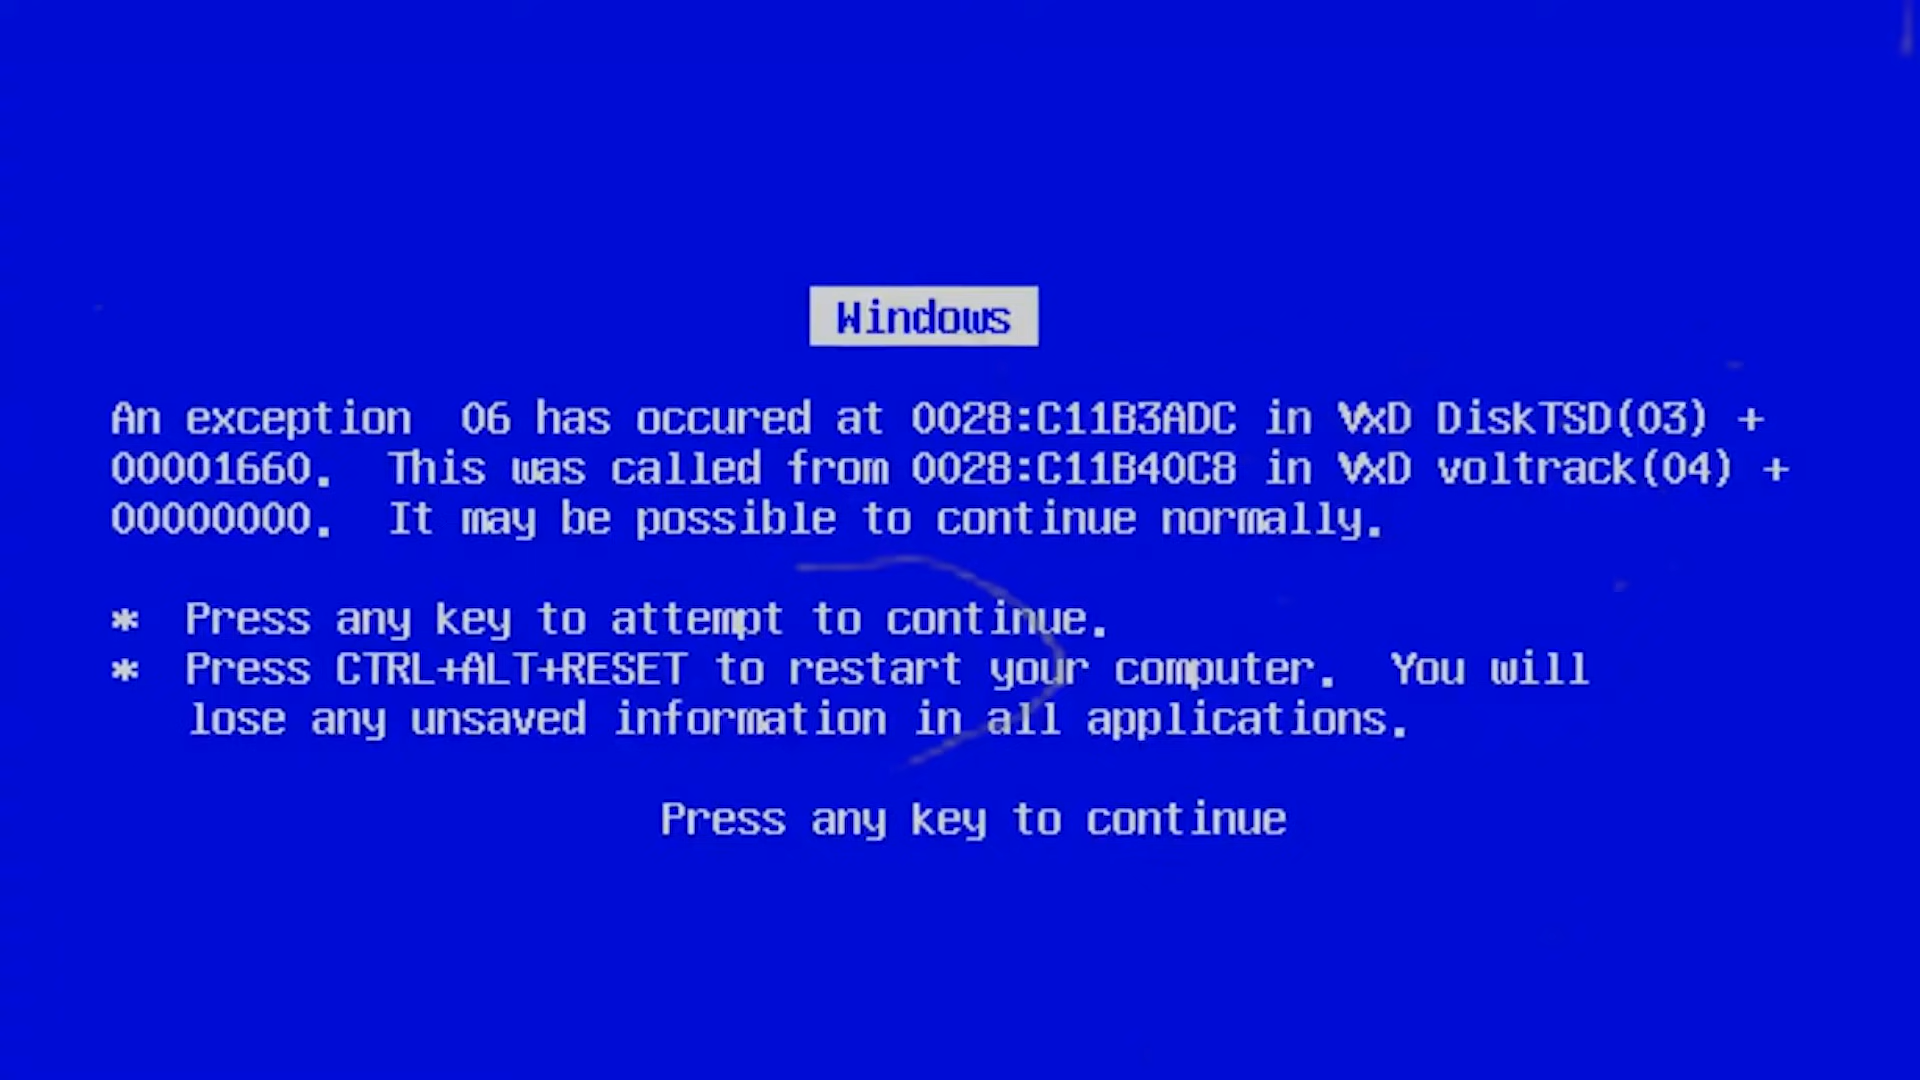 Windows
An exception  06 has occured at 0028:C11B3ADC in VxD DiskTSD(03) +
00001660.  This was called from 0028:C11B40C8 in VxD voltrack(04) +
00000000.  It may be possible to continue normally.
*  Press any key to attempt to continue.
*  Press CTRL+ALT+RESET to restart your computer.  You will
lose any unsaved information in all applications.
Press any key to continue